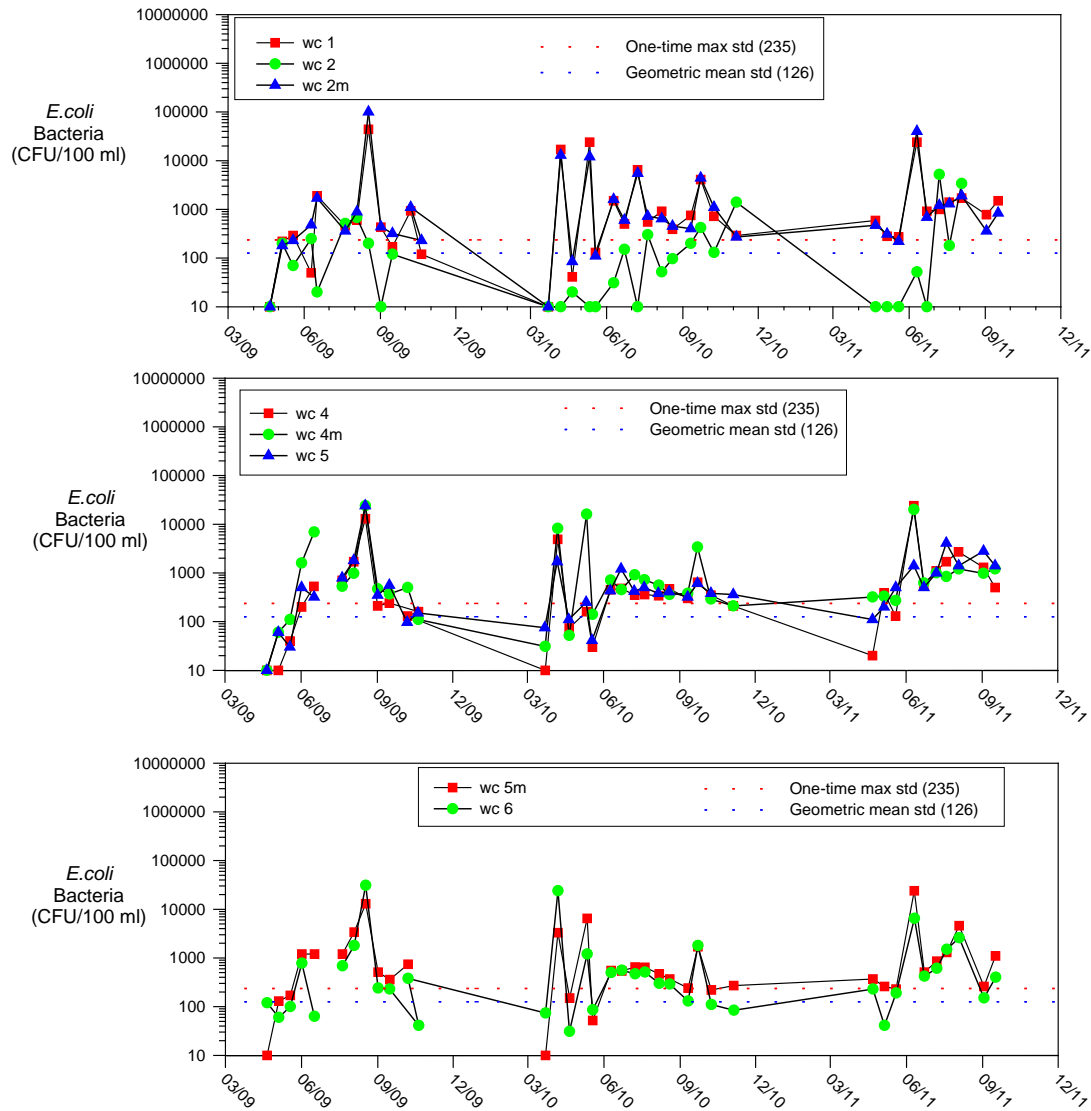 10000000
1000000
100000
10000
1000
100
10
E.coli
Bacteria
(CFU/100 ml)
wc 1
wc 2
wc 2m
One-time max std (235)
Geometric mean std (126)
03/09
06/09
09/09
12/09
03/10
06/10
09/10
12/10
03/11
06/11
09/11
12/11
10000000
1000000
100000
10000
1000
100
10
E.coli
Bacteria
(CFU/100 ml)
wc 4
wc 4m
wc 5
One-time max std (235)
Geometric mean std (126)
03/09
06/09
09/09
12/09
03/10
06/10
09/10
12/10
03/11
06/11
09/11
12/11
10000000
1000000
100000
10000
1000
100
10
E.coli
Bacteria
(CFU/100 ml)
wc 5m
wc 6
One-time max std (235)
Geometric mean std (126)
03/09
06/09
09/09
12/09
03/10
06/10
09/10
12/10
03/11
06/11
09/11
12/11